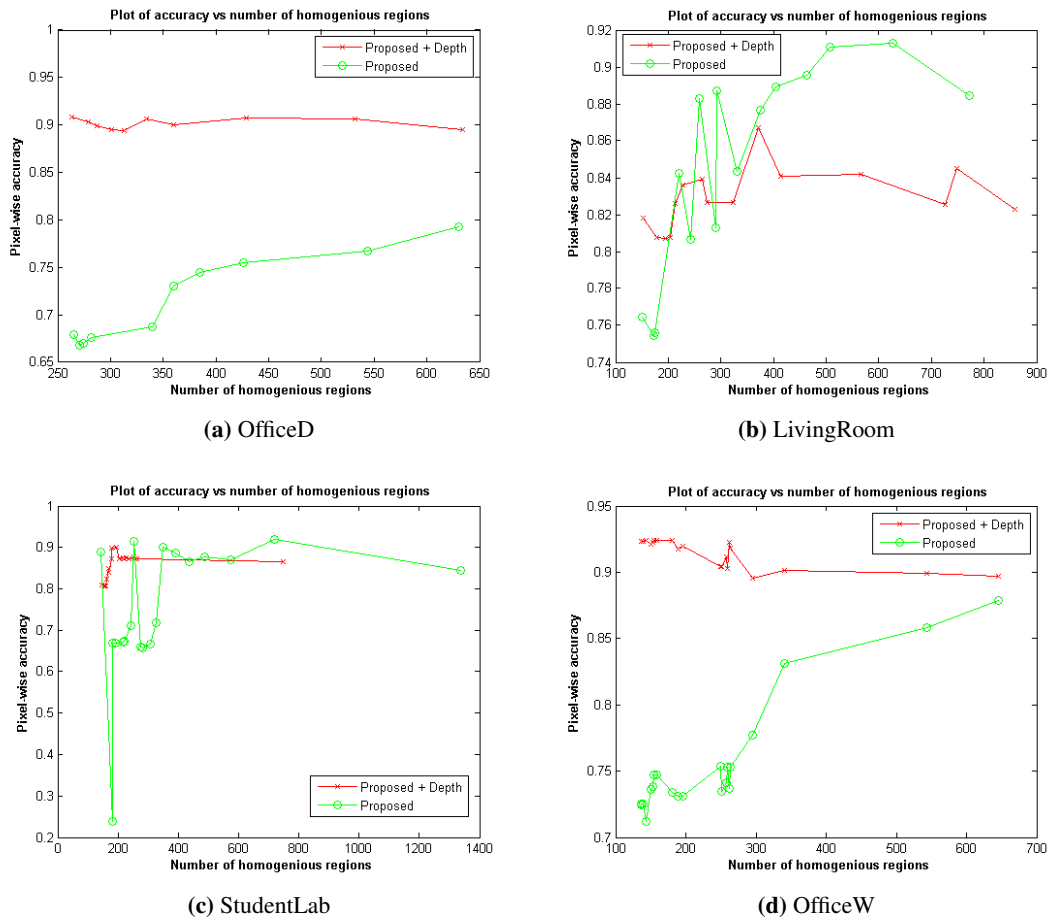 Plot of accuracy vs number of homogenious regions
Pixel-wise accuracy
1
0.95
0.9
0.85
0.8
0.75
0.7
0.65
Proposed + Depth
Proposed
250 300 350 400 450 500 550 600 650
Number of homogenious regions
(a) OfficeD
Plot of accuracy vs number of homogenious regions
Pixel-wise accuracy
0.92
0.9
0.88
0.86
0.84
0.82
0.8
0.78
0.76
0.74
Proposed + Depth
Proposed
100 200 300 400 500 600 700 800 900
Number of homogenious regions
(b) LivingRoom
Plot of accuracy vs number of homogenious regions
Pixel-wise accuracy
1
0.9
0.8
0.7
0.6
0.5
0.4
0.3
0.2
Proposed + Depth
Proposed
0 200 400 600 800 1000 1200 1400
Number of homogenious regions
(c) StudentLab
Plot of accuracy vs number of homogenious regions
Pixel-wise accuracy
0.95
0.9
0.85
0.8
0.75
0.7
Proposed + Depth
Proposed
100 200 300 400 500 600 700
Number of homogenious regions
(d) OfficeW